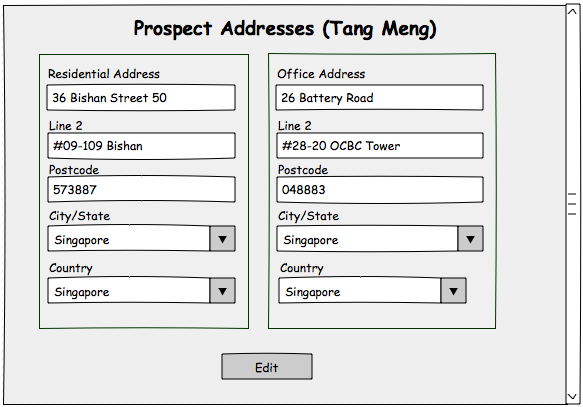 Prospect Addresses (Tang Meng)
Residential Address
36 Bishan Street 50
Line 2
#09-109 Bishan
Postcode
573887
City/State
Singapore
Country
Singapore
Office Address
26 Battery Road
Line 2
#28-20 OCBC Tower
Postcode
048883
City/State
Singapore
Country
Singapore
Edit